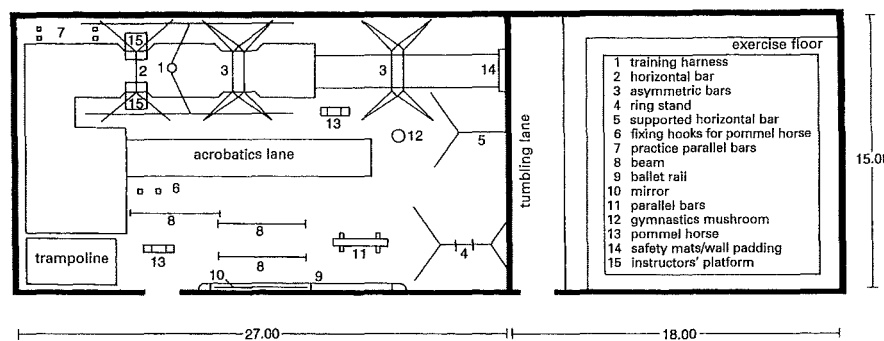 7
15
2
1
3
3
14
15
13
12
5
acrobatics lane
6
8
8
8
13
11
4
trampoline
10
9
tumbling lane
exercise floor
1 training harness
2 horizontal bar
3 asymmetric bars
4 ring stand
5 supported horizontal bar
6 fixing hooks for pommel horse
7 practice parallel bars
8 beam
9 ballet rail
10 mirror
11 parallel bars
12 gymnastics mushroom
13 pommel horse
14 safety mats/wall padding
15 instructors' platform
27.00
18.00